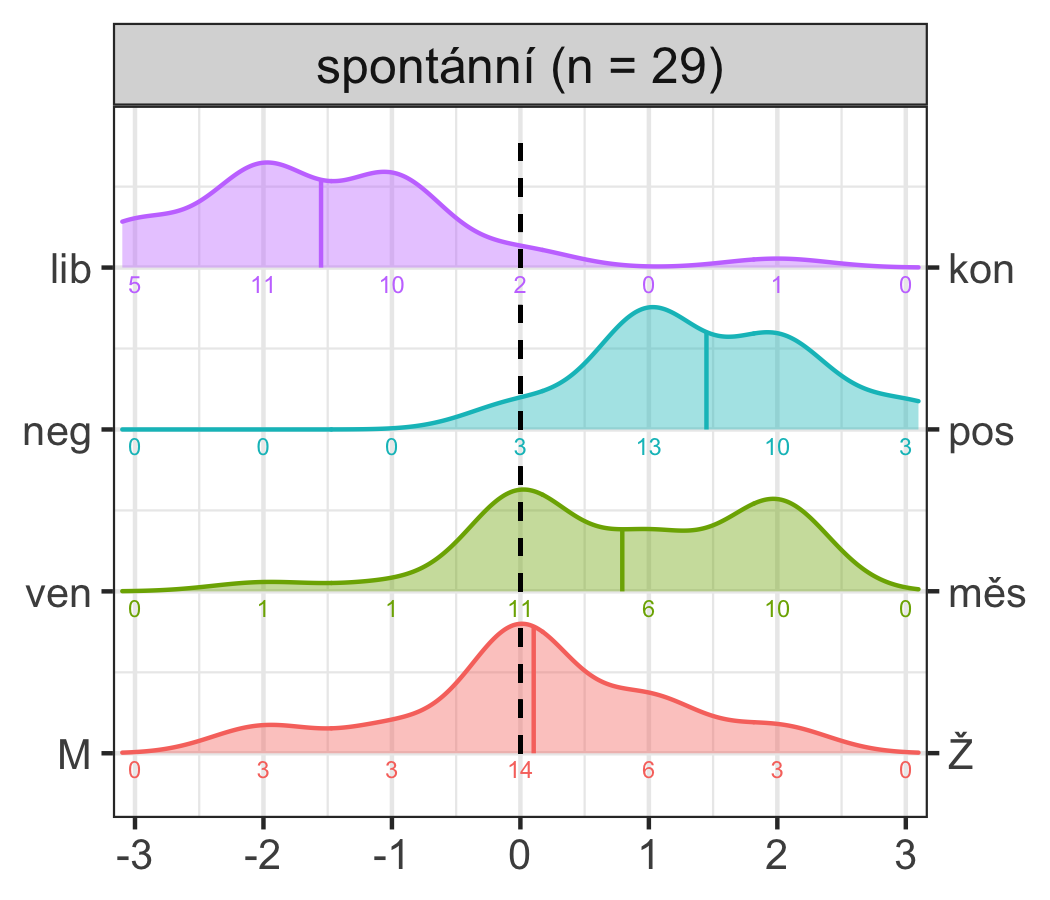 spontánní (n = 29)
lib kon
5 11 10 2 0 1 0
neg pos
0 0 0 3 13 10 3
ven měs
0 1 1 11 6 10 0
M Ž
0 3 3 14 6 3 0
-3 -2 -1 0 1 2 3